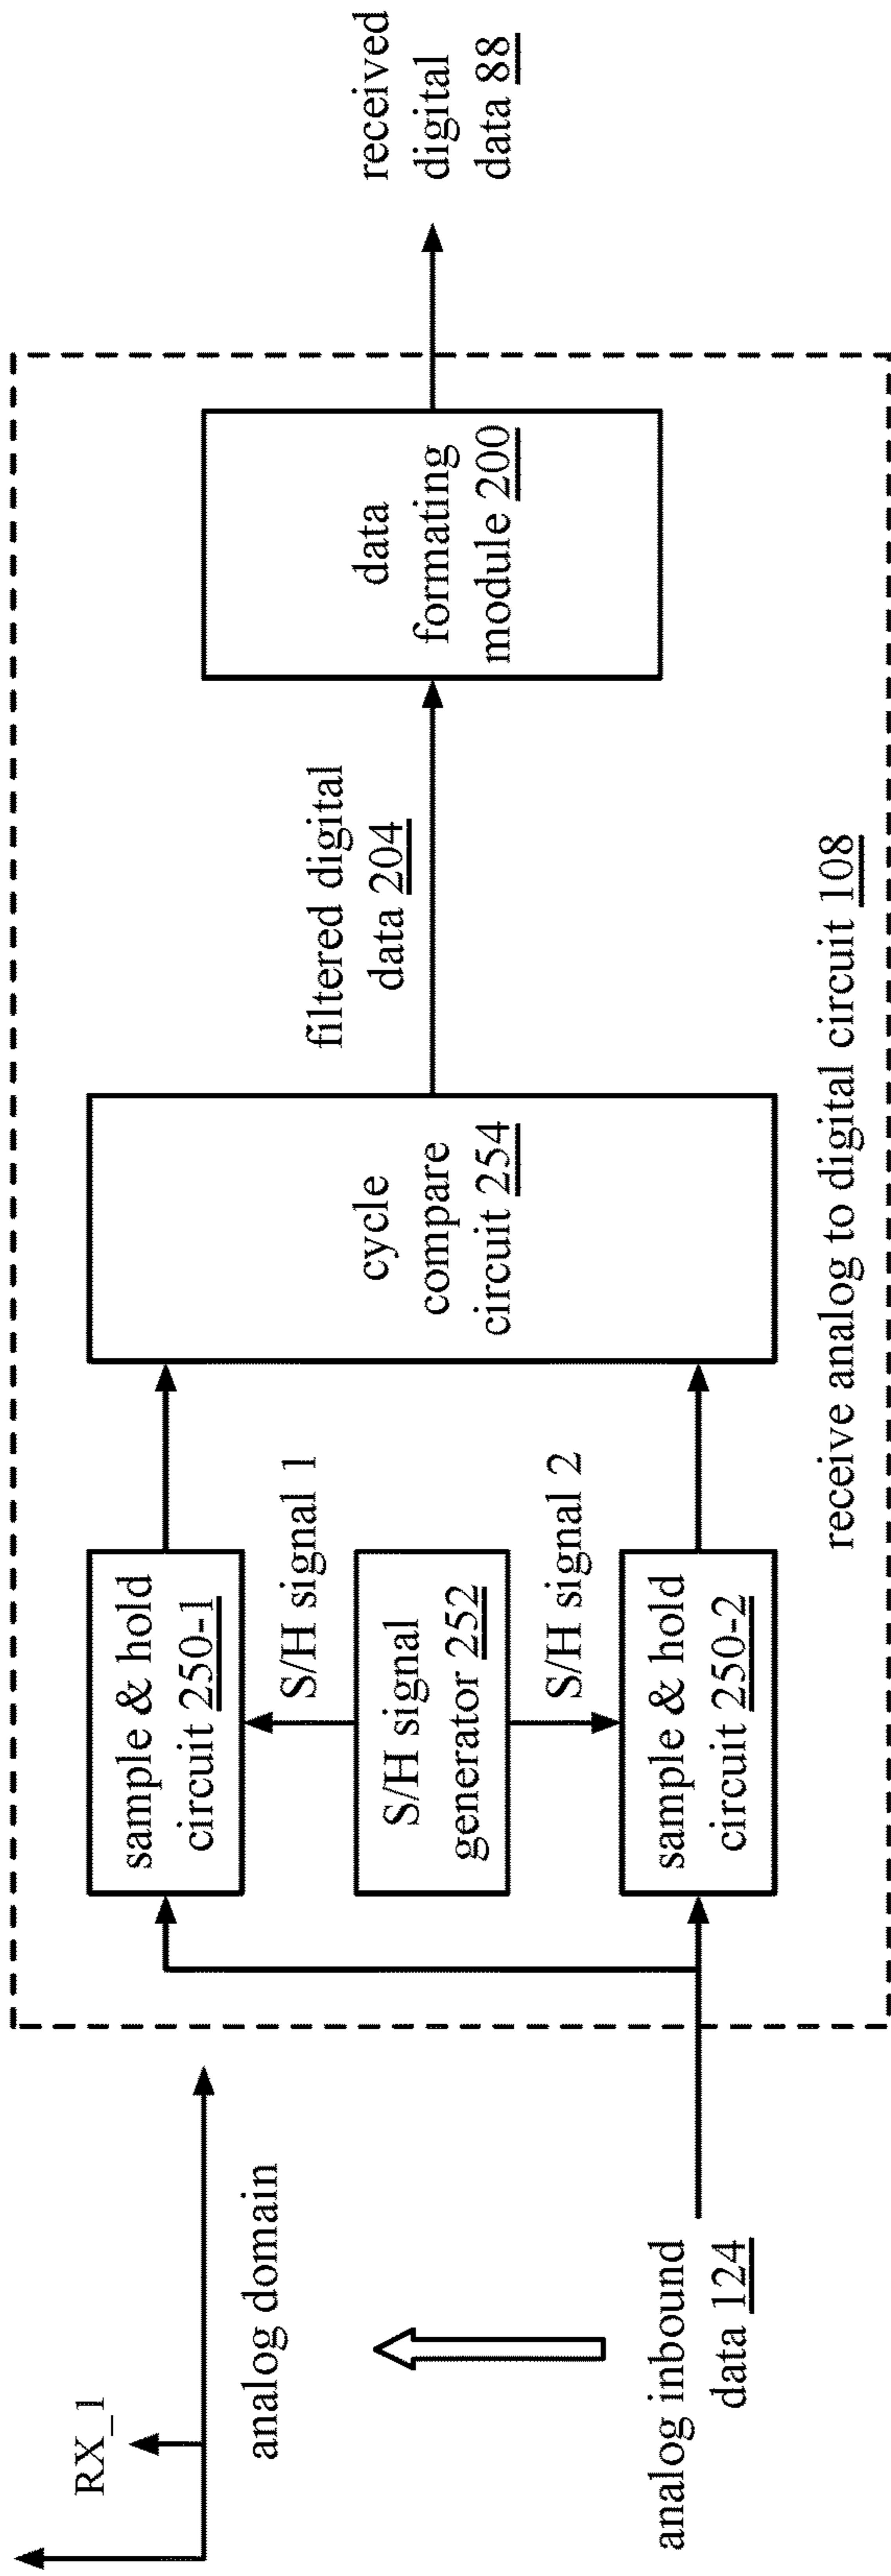 RX_1
analog domain
analog inbound
data 124
sample & hold
circuit 250-1
S/H signal 1
S/H signal
generator 252
S/H signal 2
sample & hold
circuit 250-2
cycle
compare
circuit 254
filtered digital
data 204
data
formating
module 200
receive analog to digital circuit 108
received
digital
data 88